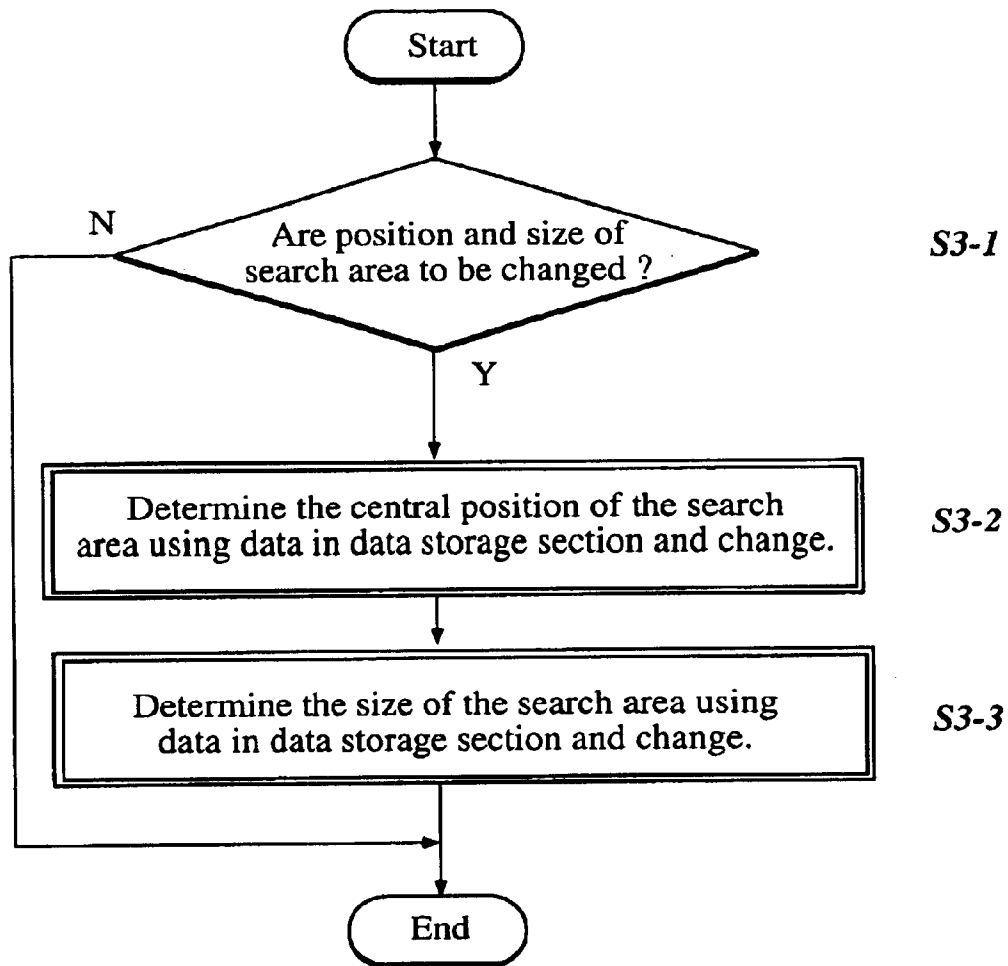 Start
N
Are position and size of
search area to be changed ?
S3-1
Y
Determine the central position of the search
area using data in data storage section and change.
S3-2
Determine the size of the search area using
data in data storage section and change.
S3-3
End